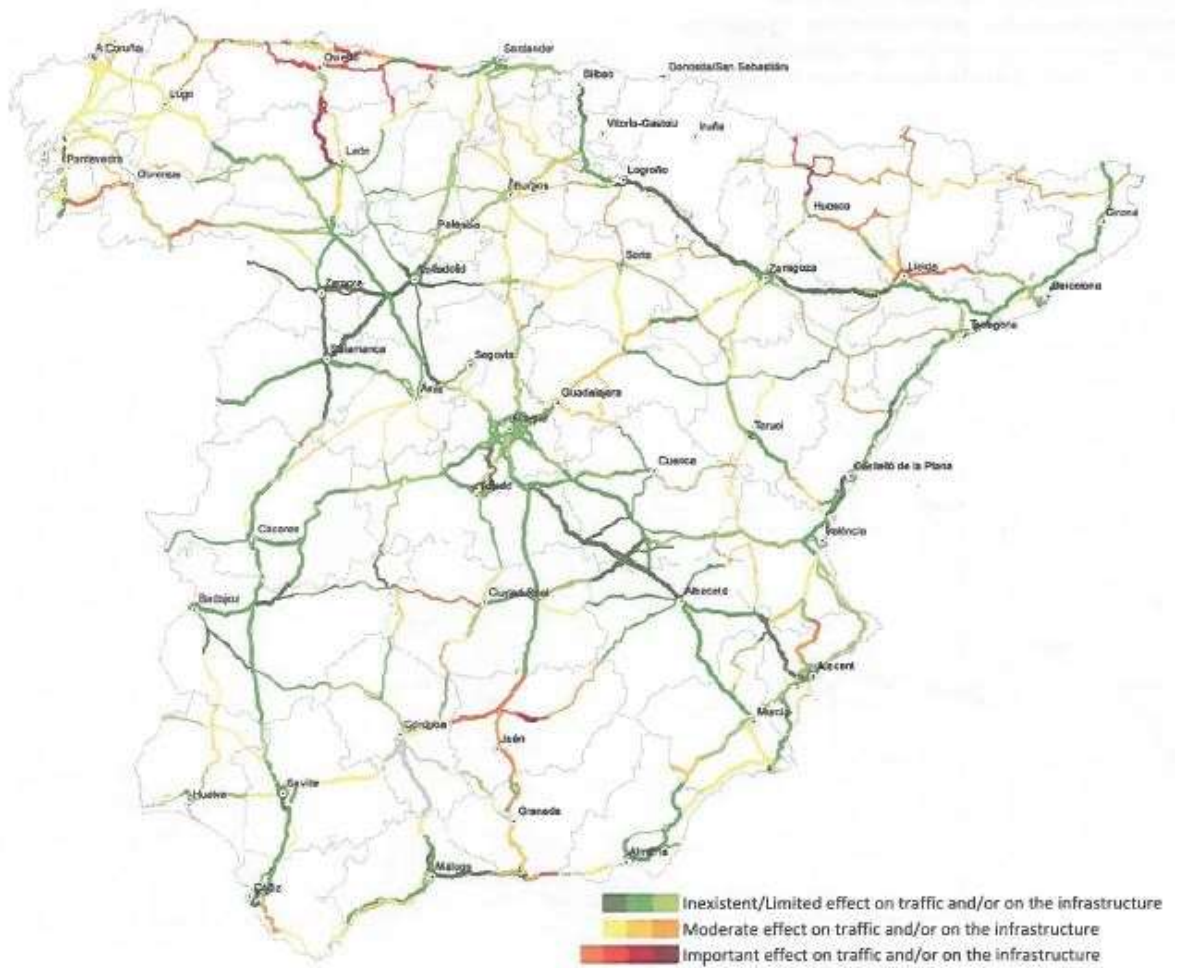 A Coruña
Oviedo
Santander
Bilbao
Donostia/San Sebastián
Lugo
Vitoria-Gasteiz
Iruña
Pontevedra
León
Ourense
Logroño
Burgos
Huesca
Girona
Palencia
Soria
Zaragoza
Lleida
Valladolid
Zamora
Barcelona
Tarragona
Salamanca
Segovia
Ávila
Guadalajara
Teruel
Cuenca
Castelló de la Plana
Toledo
Cáceres
València
Badajoz
Ciudad Real
Albacete
Alacant
Córdoba
Murcia
Jaén
Sevilla
Huelva
Granada
Málaga
Almería
Cádiz
Inexistent/Limited effect on traffic and/or on the infrastructure
Moderate effect on traffic and/or on the infrastructure
Important effect on traffic and/or on the infrastructure